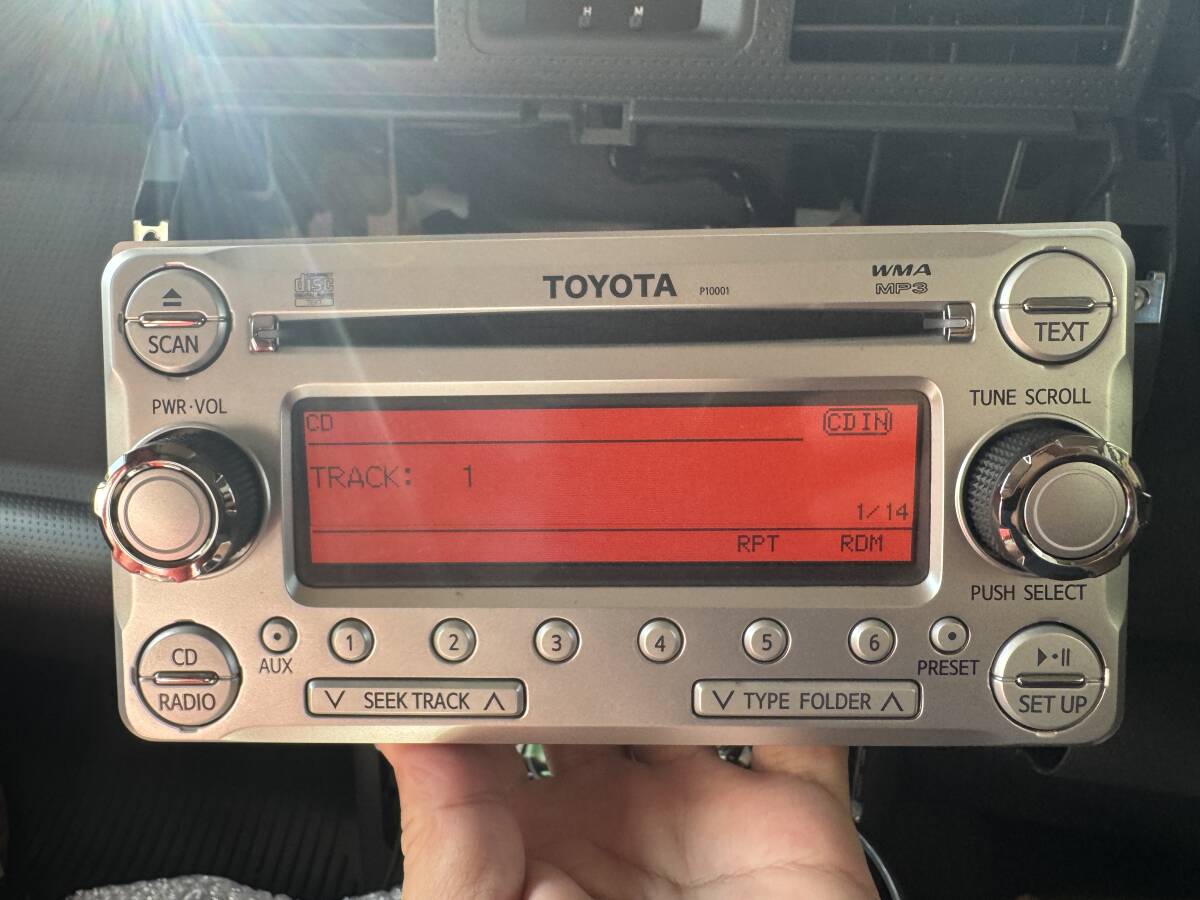 H M
disc
TOYOTA P10001
WMA
MP3
SCAN
TEXT
PWR·VOL
TUNE SCROLL
CD
CD IN
TRACK: 1
1/14
RPT RDM
PUSH SELECT
CD
RADIO
AUX
1 2 3 4 5 6
PRESET
SEEK TRACK
TYPE FOLDER
SET UP